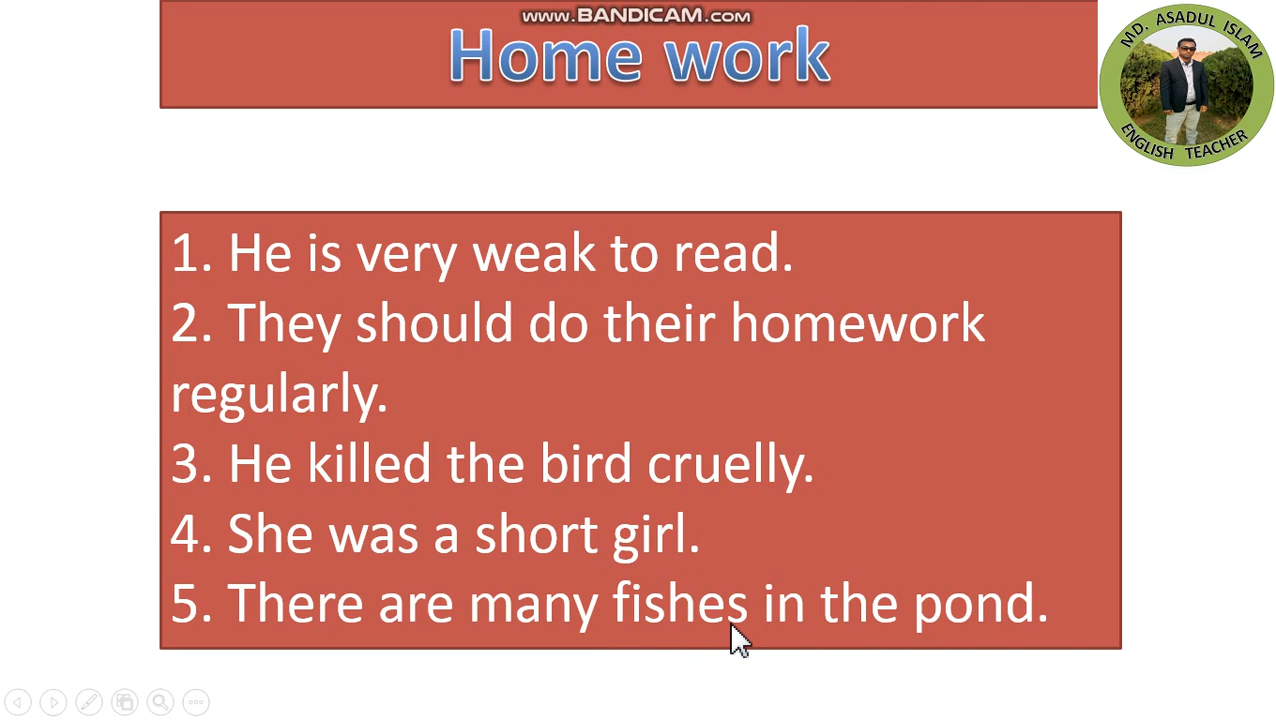 www.BANDICAM.com
Home work
MD. ASADUL ISLAM
ENGLISH TEACHER
1. He is very weak to read.
2. They should do their homework
regularly.
3. He killed the bird cruelly.
4. She was a short girl.
5. There are many fishes in the pond.